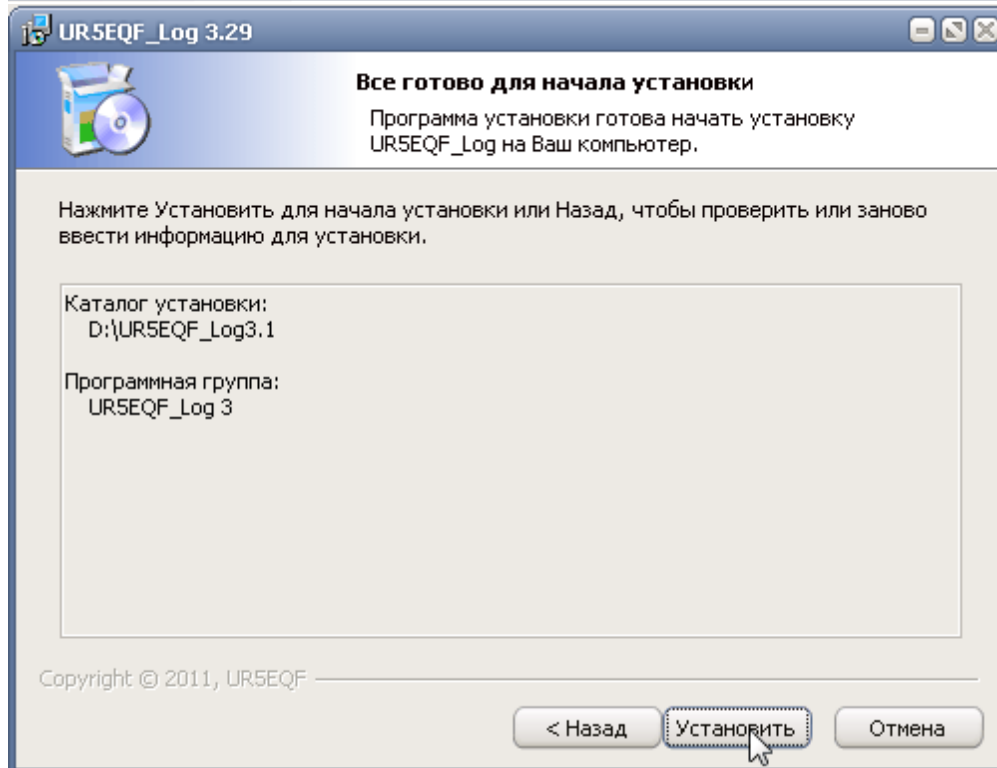 UR5EQF_Log 3.29
Все готово для начала установки
Программа установки готова начать установку
UR5EQF_Log на Ваш компьютер.
Нажмите Установить для начала установки или Назад, чтобы проверить или заново
ввести информацию для установки.
Каталог установки:
D:\UR5EQF_Log3.1
Программная группа:
UR5EQF_Log 3
Copyright © 2011, UR5EQF
< Назад
Установить
Отмена